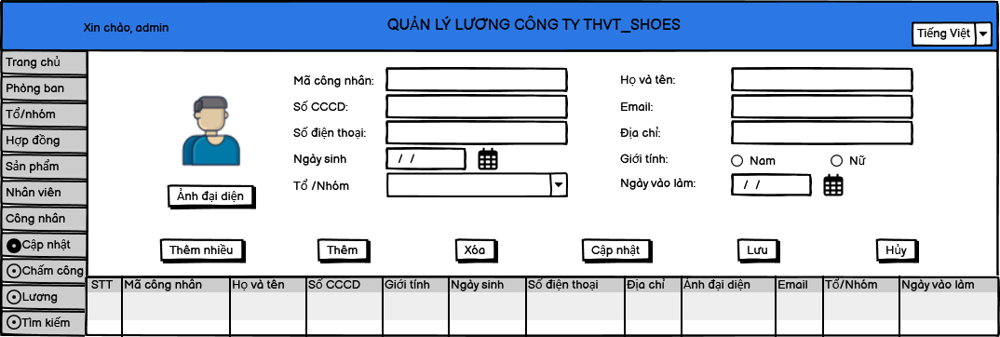 QUẢN LÝ LƯƠNG CÔNG TY THVT_SHOES
Xin chào, admin
Tiếng Việt
Trang chủ
Phòng ban
Tổ/nhóm
Hợp đồng
Sản phẩm
Nhân viên
Công nhân
Cập nhật
Chấm công
Lương
Tìm kiếm
Ảnh đại diện
Mã công nhân:
Họ và tên:
Số CCCD:
Email:
Số điện thoại:
Địa chỉ:
Ngày sinh / /
Giới tính: Nam Nữ
Tổ /Nhóm
Ngày vào làm: / /
Thêm nhiều Thêm Xóa Cập nhật Lưu Hủy
STT Mã công nhân Họ và tên Số CCCD Giới tính Ngày sinh Số điện thoại Địa chỉ Ảnh đại diện Email Tổ/Nhóm Ngày vào làm